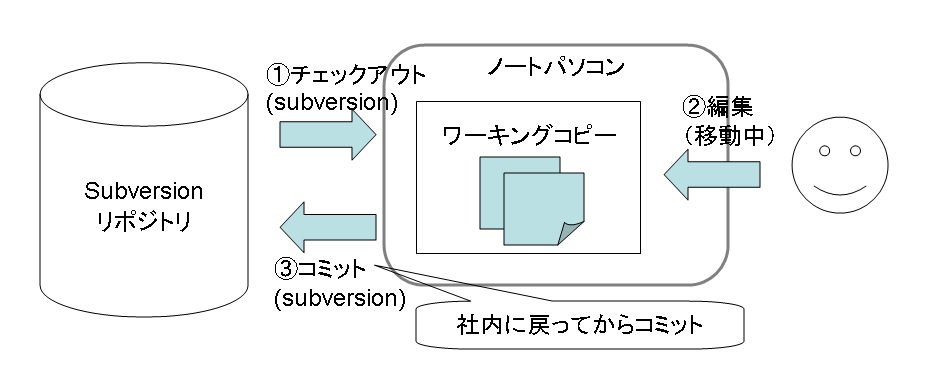 ①チェックアウト
(subversion)
ノートパソコン
ワーキングコピー
②編集
(移動中)
Subversion
リポジトリ
③コミット
(subversion)
社内に戻ってからコミット